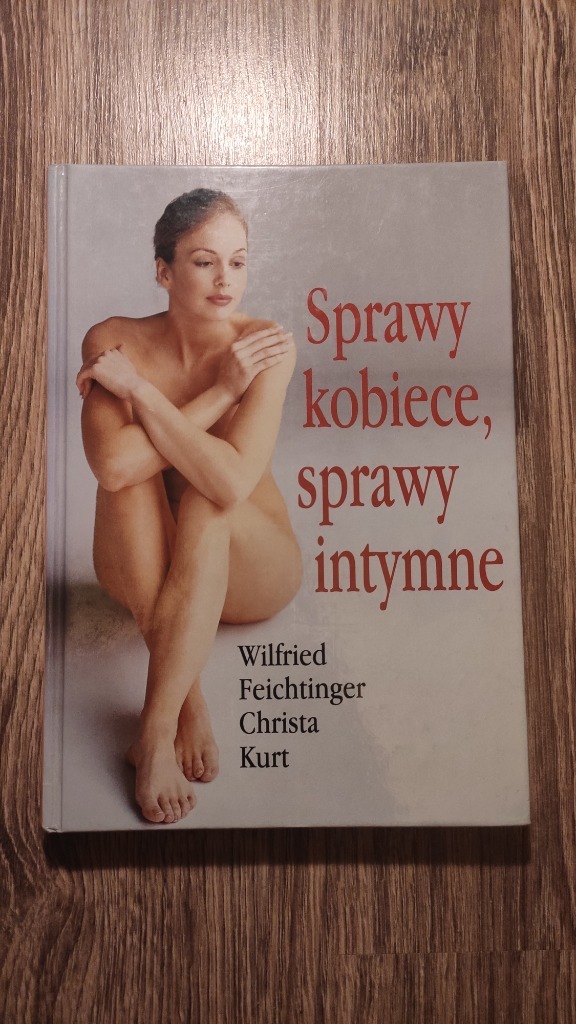 Sprawy
kobiece,
sprawy
intymne
Wilfried
Feichtinger
Christa
Kurt